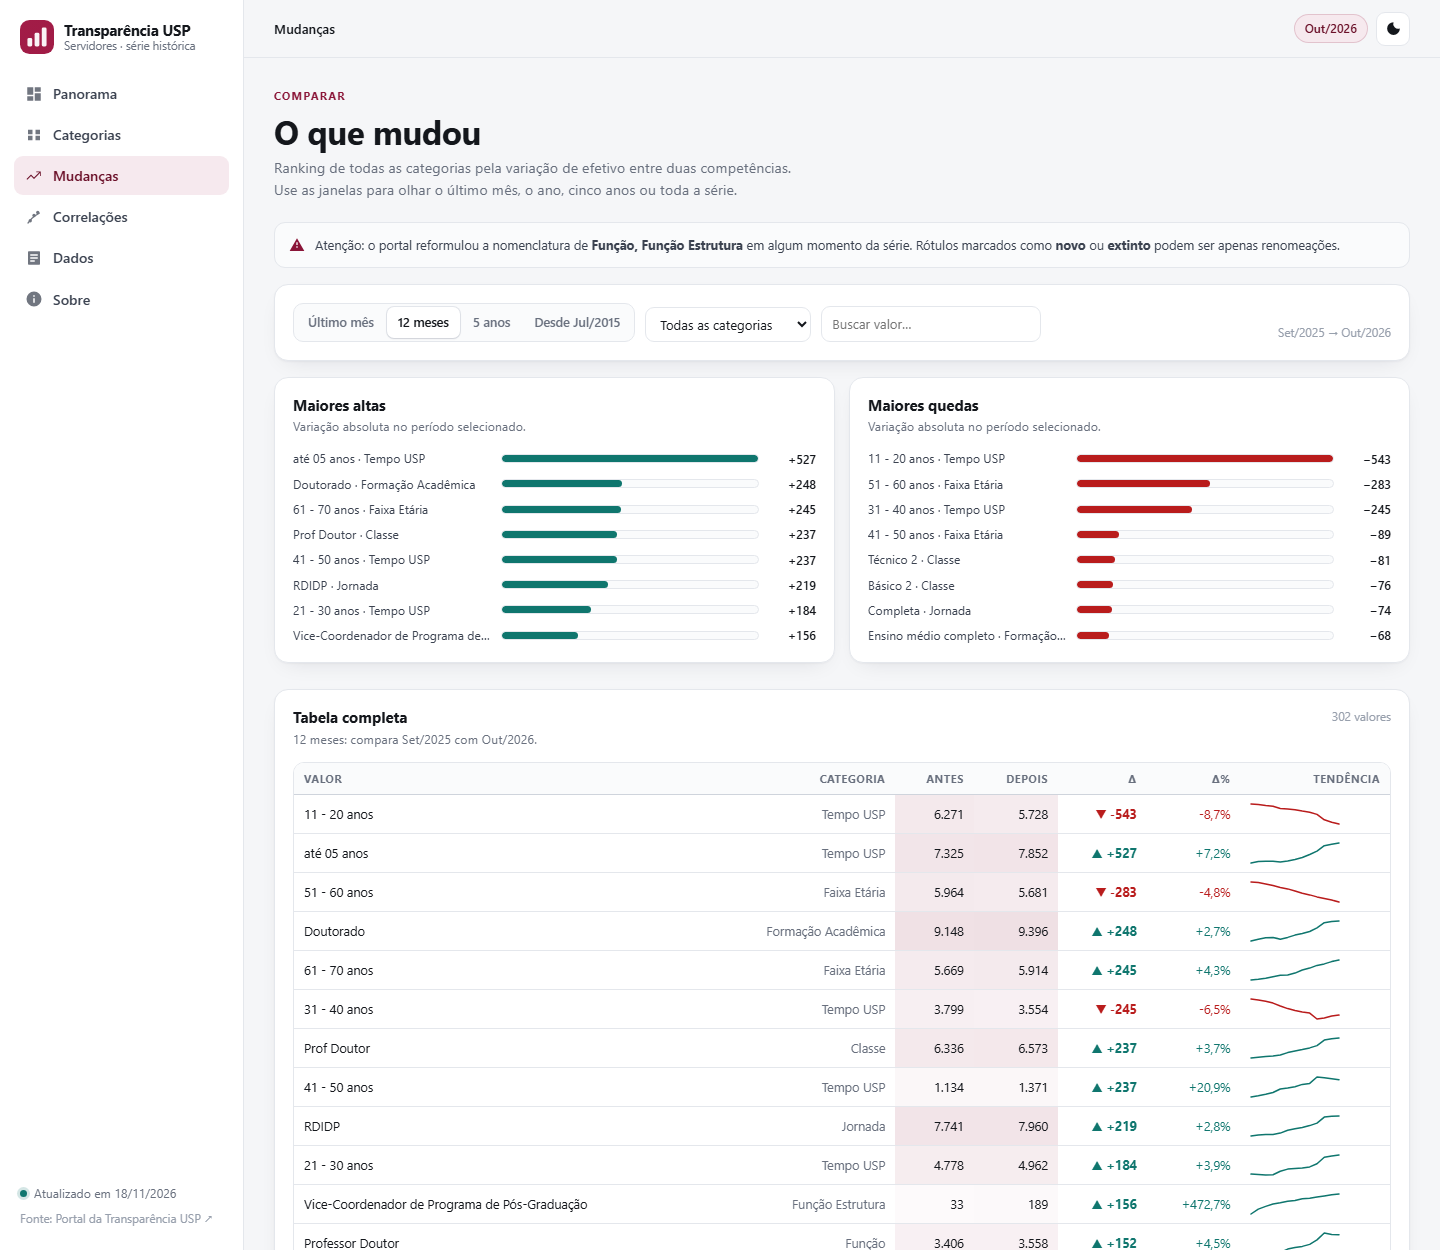 Transparência USP
Servidores · série histórica
Panorama
Categorias
Mudanças
Correlações
Dados
Sobre
Atualizado em 18/11/2026
Fonte: Portal da Transparência USP ↗
Mudanças
Out/2026
COMPARAR
O que mudou
Ranking de todas as categorias pela variação de efetivo entre duas competências.
Use as janelas para olhar o último mês, o ano, cinco anos ou toda a série.
Atenção: o portal reformulou a nomenclatura de Função, Função Estrutura em algum momento da série. Rótulos marcados como novo ou extinto podem ser apenas renomeações.
Último mês 12 meses 5 anos Desde Jul/2015 Todas as categorias Buscar valor... Set/2025 → Out/2026
Maiores altas
Variação absoluta no período selecionado.
até 05 anos · Tempo USP +527
Doutorado · Formação Acadêmica +248
61 - 70 anos · Faixa Etária +245
Prof Doutor · Classe +237
41 - 50 anos · Tempo USP +237
RDIDP · Jornada +219
21 - 30 anos · Tempo USP +184
Vice-Coordenador de Programa de... +156
Maiores quedas
Variação absoluta no período selecionado.
11 - 20 anos · Tempo USP −543
51 - 60 anos · Faixa Etária −283
31 - 40 anos · Tempo USP −245
41 - 50 anos · Faixa Etária −89
Técnico 2 · Classe −81
Básico 2 · Classe −76
Completa · Jornada −74
Ensino médio completo · Formação... −68
Tabela completa
302 valores
12 meses: compara Set/2025 com Out/2026.
VALOR CATEGORIA ANTES DEPOIS Δ Δ% TENDÊNCIA
11 - 20 anos Tempo USP 6.271 5.728 ▼ -543 -8,7%
até 05 anos Tempo USP 7.325 7.852 ▲ +527 +7,2%
51 - 60 anos Faixa Etária 5.964 5.681 ▼ -283 -4,8%
Doutorado Formação Acadêmica 9.148 9.396 ▲ +248 +2,7%
61 - 70 anos Faixa Etária 5.669 5.914 ▲ +245 +4,3%
31 - 40 anos Tempo USP 3.799 3.554 ▼ -245 -6,5%
Prof Doutor Classe 6.336 6.573 ▲ +237 +3,7%
41 - 50 anos Tempo USP 1.134 1.371 ▲ +237 +20,9%
RDIDP Jornada 7.741 7.960 ▲ +219 +2,8%
21 - 30 anos Tempo USP 4.778 4.962 ▲ +184 +3,9%
Vice-Coordenador de Programa de Pós-Graduação Função Estrutura 33 189 ▲ +156 +472,7%
Professor Doutor Função 3.406 3.558 ▲ +152 +4,5%